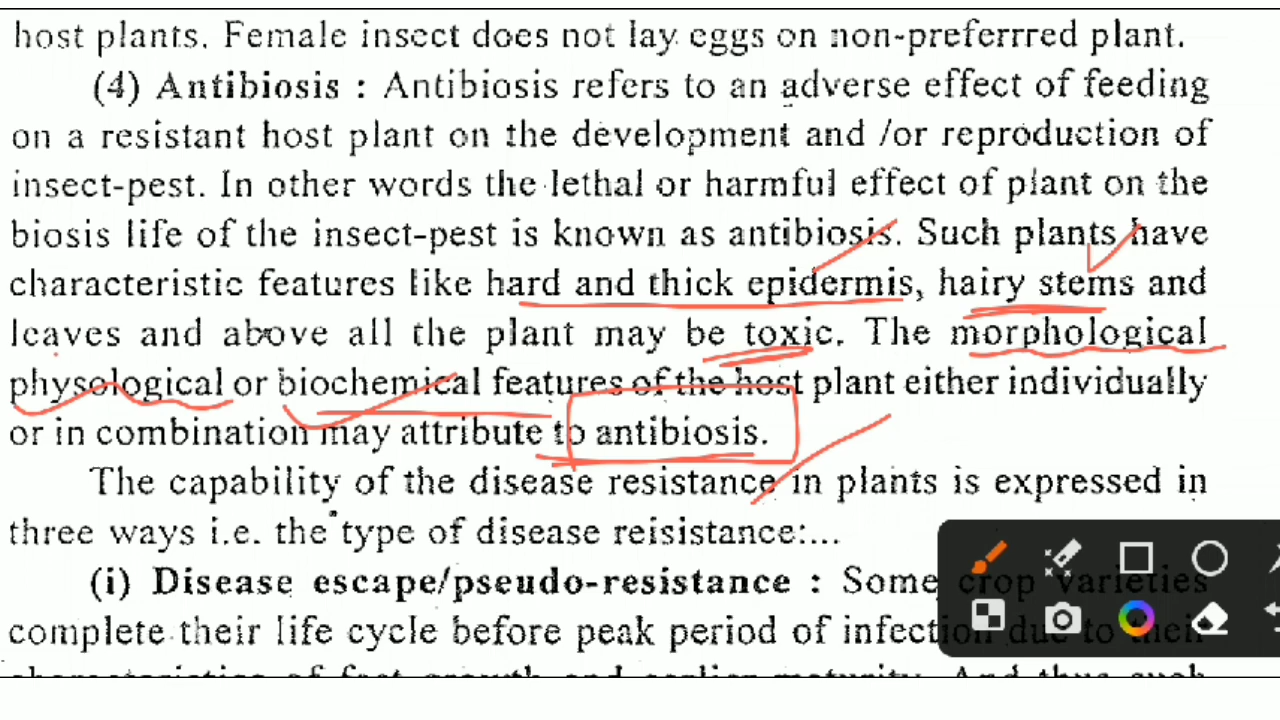 host plants. Female insect does not lay eggs on non-preferrred plant.
(4) Antibiosis : Antibiosis refers to an adverse effect of feeding
on a resistant host plant on the development and /or reproduction of
insect-pest. In other words the lethal or harmful effect of plant on the
biosis life of the insect-pest is known as antibiosis. Such plants have
characteristic features like hard and thick epidermis, hairy stems and
leaves and above all the plant may be toxic. The morphological
physological or biochemical features of the host plant either individually
or in combination may attribute to antibiosis.
The capability of the disease resistance in plants is expressed in
three ways i.e. the type of disease reisistance:...
(i) Disease escape/pseudo-resistance : Some crop varieties
complete their life cycle before peak period of infection due to their